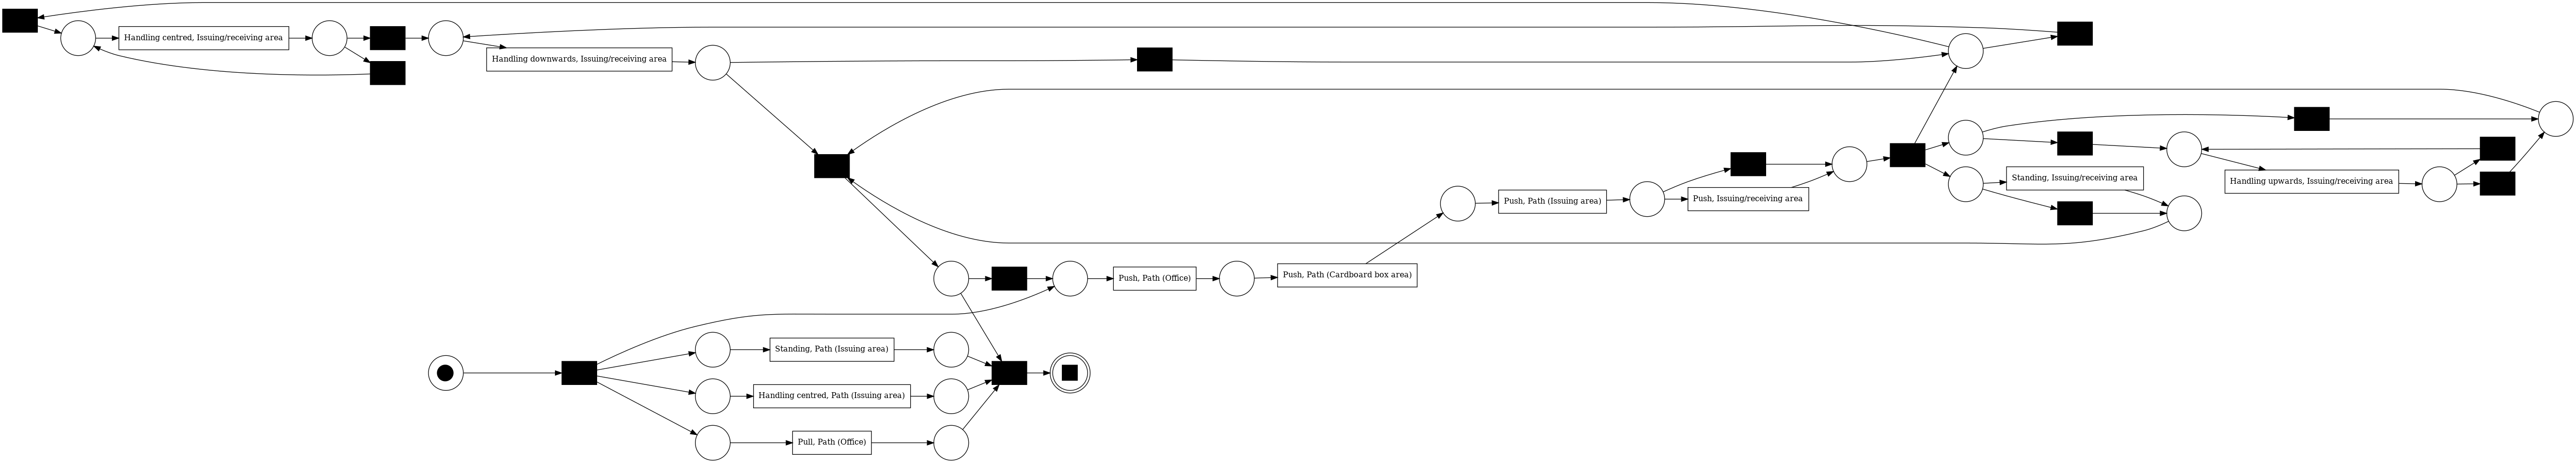 Handling centred, Issuing/receiving area
Handling downwards, Issuing/receiving area
Standing, Issuing/receiving area
Handling upwards, Issuing/receiving area
Push, Path (Issuing area)
Push, Issuing/receiving area
Push, Path (Office)
Push, Path (Cardboard box area)
Standing, Path (Issuing area)
Handling centred, Path (Issuing area)
Pull, Path (Office)